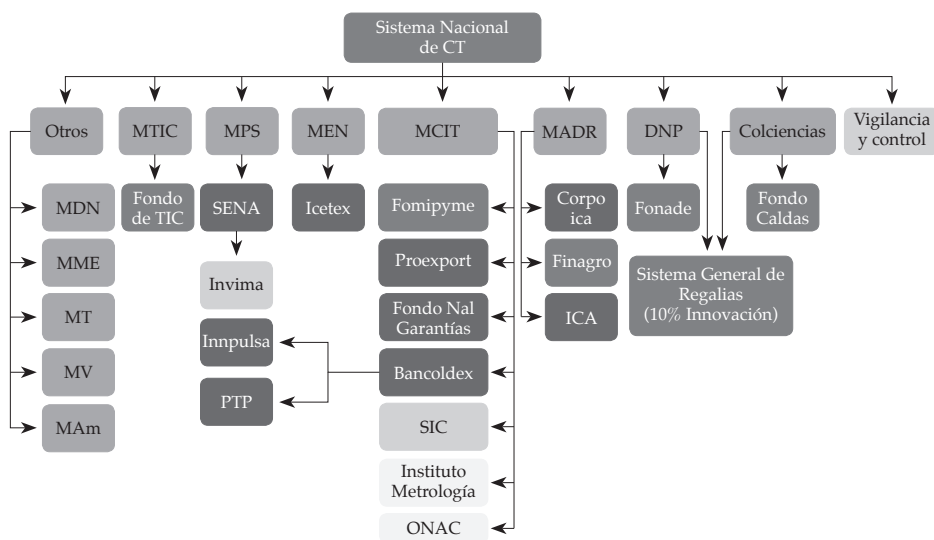 Sistema Nacional
de CT
Otros
MTIC
MPS
MEN
MCIT
MADR
DNP
Colciencias
Vigilancia
y control
MDN
MME
MT
MV
MAm
Fondo
de TIC
SENA
Invima
Innpulsa
PTP
Icetex
Fomipyme
Proexport
Fondo Nal
Garantías
Bancoldex
SIC
Instituto
Metrología
ONAC
Corpo
ica
Finagro
ICA
Fonade
Sistema General de
Regalias
(10% Innovación)
Fondo
Caldas